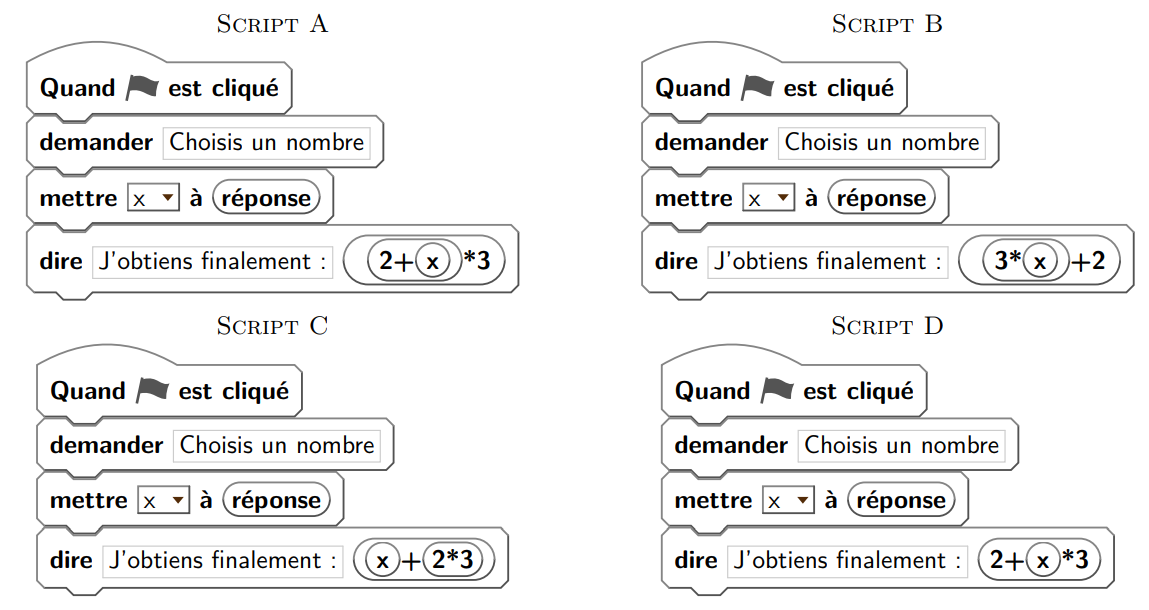 Script A
Quand est cliqué
demander Choisis un nombre
mettre x à réponse
dire J'obtiens finalement : 2+x*3
Script B
Quand est cliqué
demander Choisis un nombre
mettre x à réponse
dire J'obtiens finalement : 3*x+2
Script C
Quand est cliqué
demander Choisis un nombre
mettre x à réponse
dire J'obtiens finalement : x+2*3
Script D
Quand est cliqué
demander Choisis un nombre
mettre x à réponse
dire J'obtiens finalement : 2+x*3